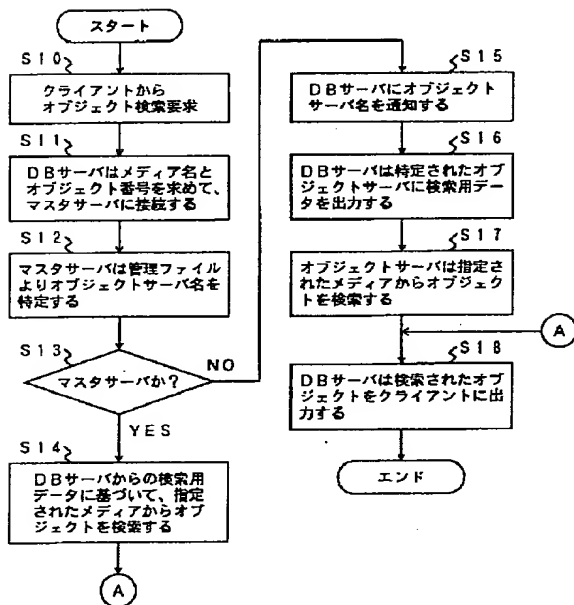 スタート
S10
クライアントから
オブジェクト検索要求
S11
DBサーバはメディア名と
オブジェクト番号を求めて、
マスタサーバに接続する
S12
マスタサーバは管理ファイル
よりオブジェクトサーバ名を
特定する
S13
マスタサーバか？
NO
YES
S14
DBサーバからの検索用
データに基づいて、指定
されたメディアからオブ
ジェクトを検索する
A
S15
DBサーバにオブジェクト
サーバ名を通知する
S16
DBサーバは特定されたオブ
ジェクトサーバに検索用デー
タを出力する
S17
オブジェクトサーバは指定さ
れたメディアからオブジェク
トを検索する
A
S18
DBサーバは検索されたオブ
ジェクトをクライアントに出
力する
エンド